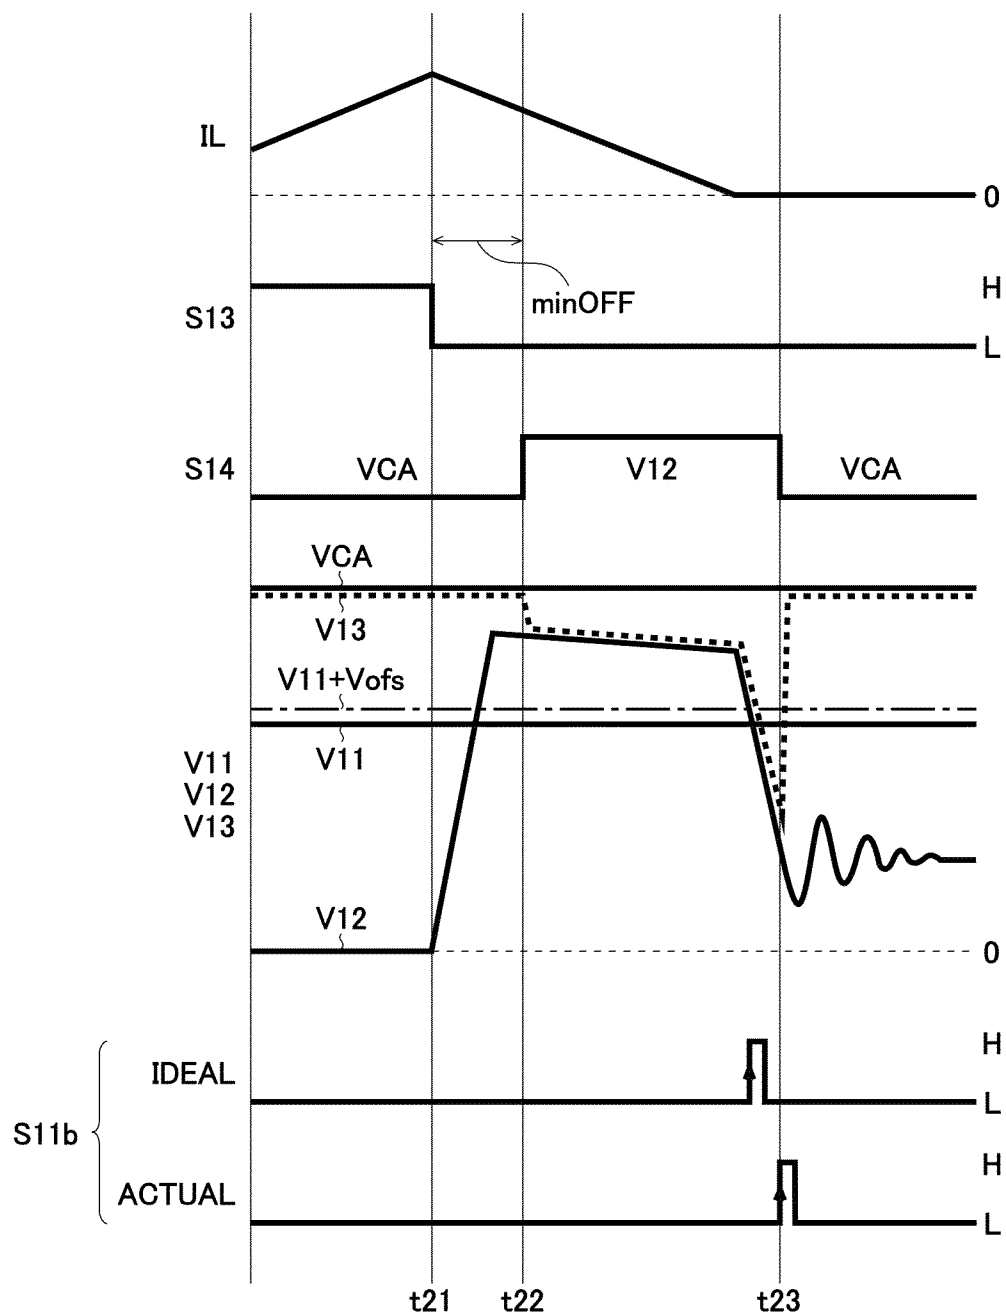 IL
0
minOFF
H
S13
L
S14
VCA
V12
VCA
VCA
V13
V11+Vofs
V11
V11
V12
V13
V12
0
H
IDEAL
L
S11b
H
ACTUAL
L
t21
t22
t23